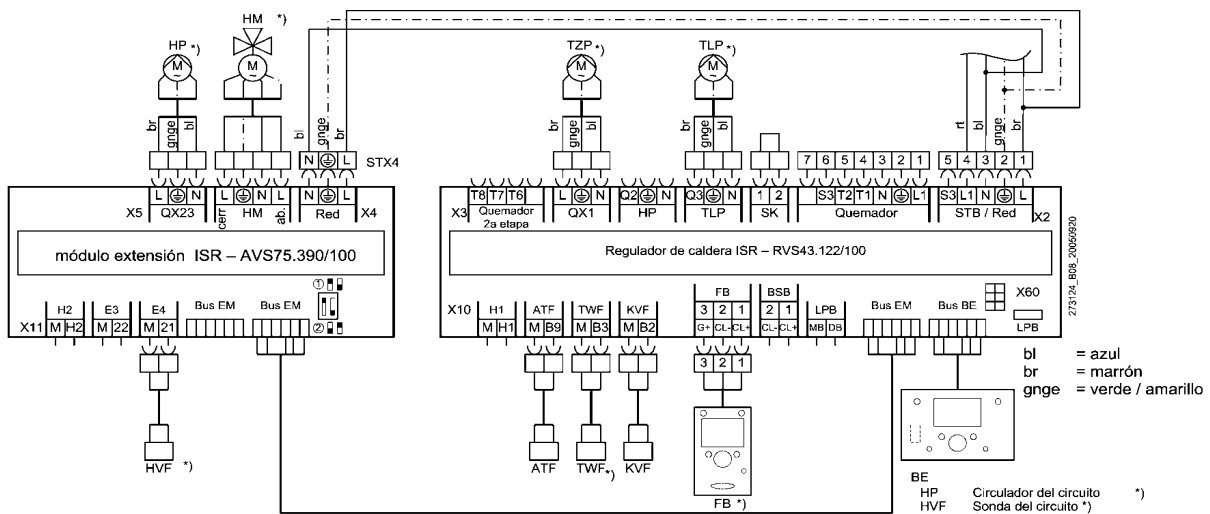 HM *)
HP *)
TZP *)
TLP *)
M ~
M ~
M ~
M ~
br gnge bl
bl gnge br
br gnge bl
br gnge bl
rt bl gnge br
N L STX4
7 6 5 4 3 2 1
5 4 3 2 1
L N
L N L
N L
T8 T7 T6
L N
Q2 N
Q3 N
1 2
S3 T2 T1 N L1
S3 L1 N L
X5 QX23
cerr HM ab.
Red X4
X3 Quemador 2a etapa
QX1
HP
TLP
SK
Quemador
STB / Red X2
módulo extensión ISR – AVS75.390/100
Regulador de caldera ISR – RVS43.122/100
1
2
H2 E3 E4 Bus EM Bus EM
X11 M H2 M 22 M 21
H1 ATF TWF KVF FB BSB LPB Bus EM Bus BE
3 2 1 2 1
X10 M H1 M B9 M B3 M B2 G+ CL- CL+ CL- CL+ MB DB
X60
LPB
3 2 1
273124_B08_20050920
bl = azul
br = marrón
gnge = verde / amarillo
HVF *)
ATF
TWF *)
KVF
FB *)
BE
HP Circulador del circuito *)
HVF Sonda del circuito *)